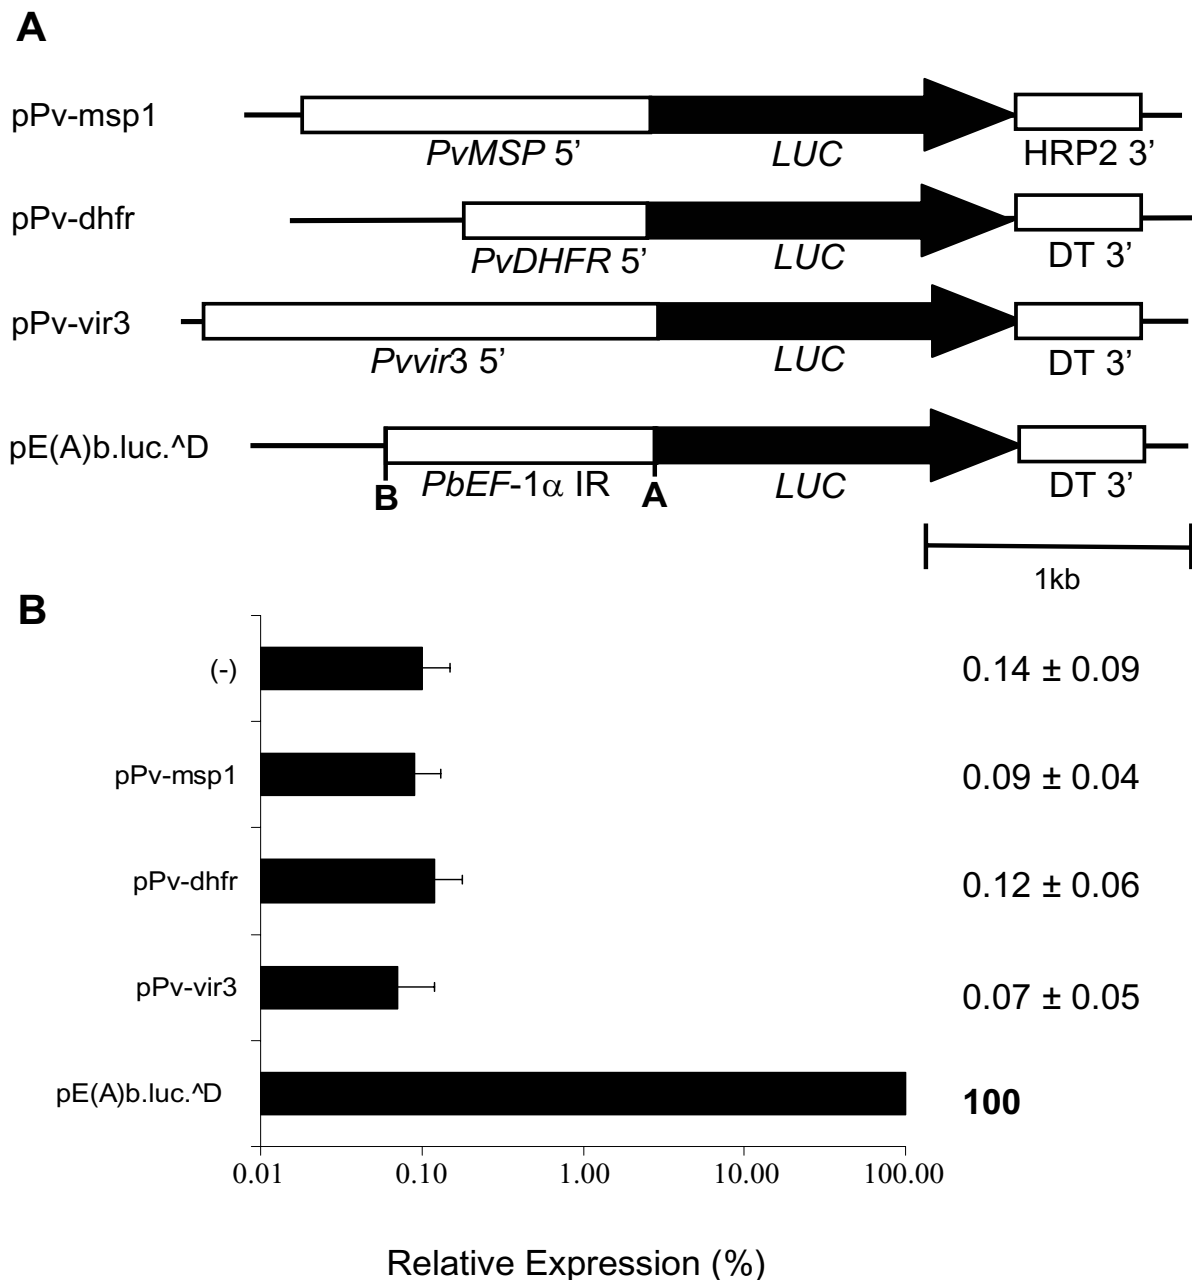 A
pPv-msp1
PvMSP 5’
LUC
HRP2 3’
pPv-dhfr
PvDHFR 5’
LUC
DT 3’
pPv-vir3
Pvvir3 5’
LUC
DT 3’
pE(A)b.luc.^D
B
PbEF-1α IR
A
LUC
DT 3’
1kb
B
(-)
0.14 ± 0.09
pPv-msp1
0.09 ± 0.04
pPv-dhfr
0.12 ± 0.06
pPv-vir3
0.07 ± 0.05
pE(A)b.luc.^D
100
0.01 0.10 1.00 10.00 100.00
Relative Expression (%)